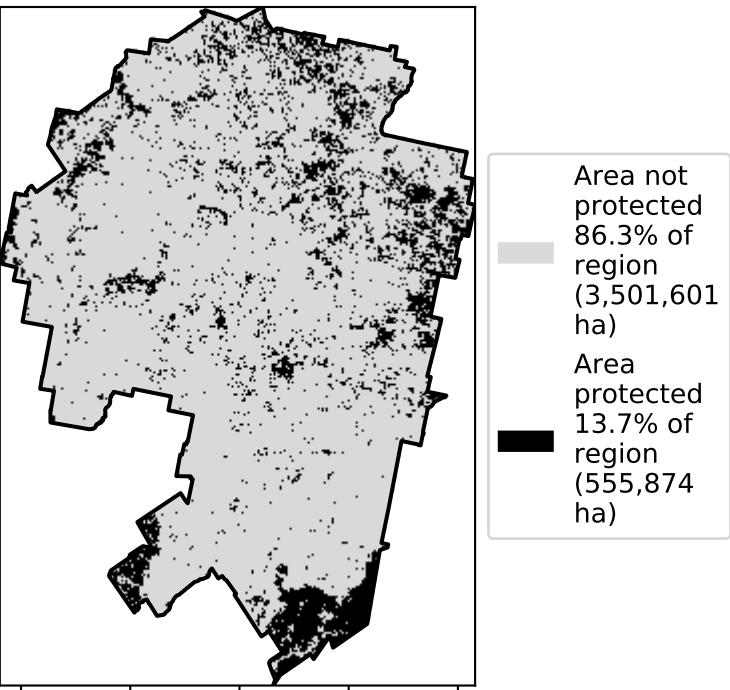 Area not
protected
86.3% of
region
(3,501,601
ha)
Area
protected
13.7% of
region
(555,874
ha)